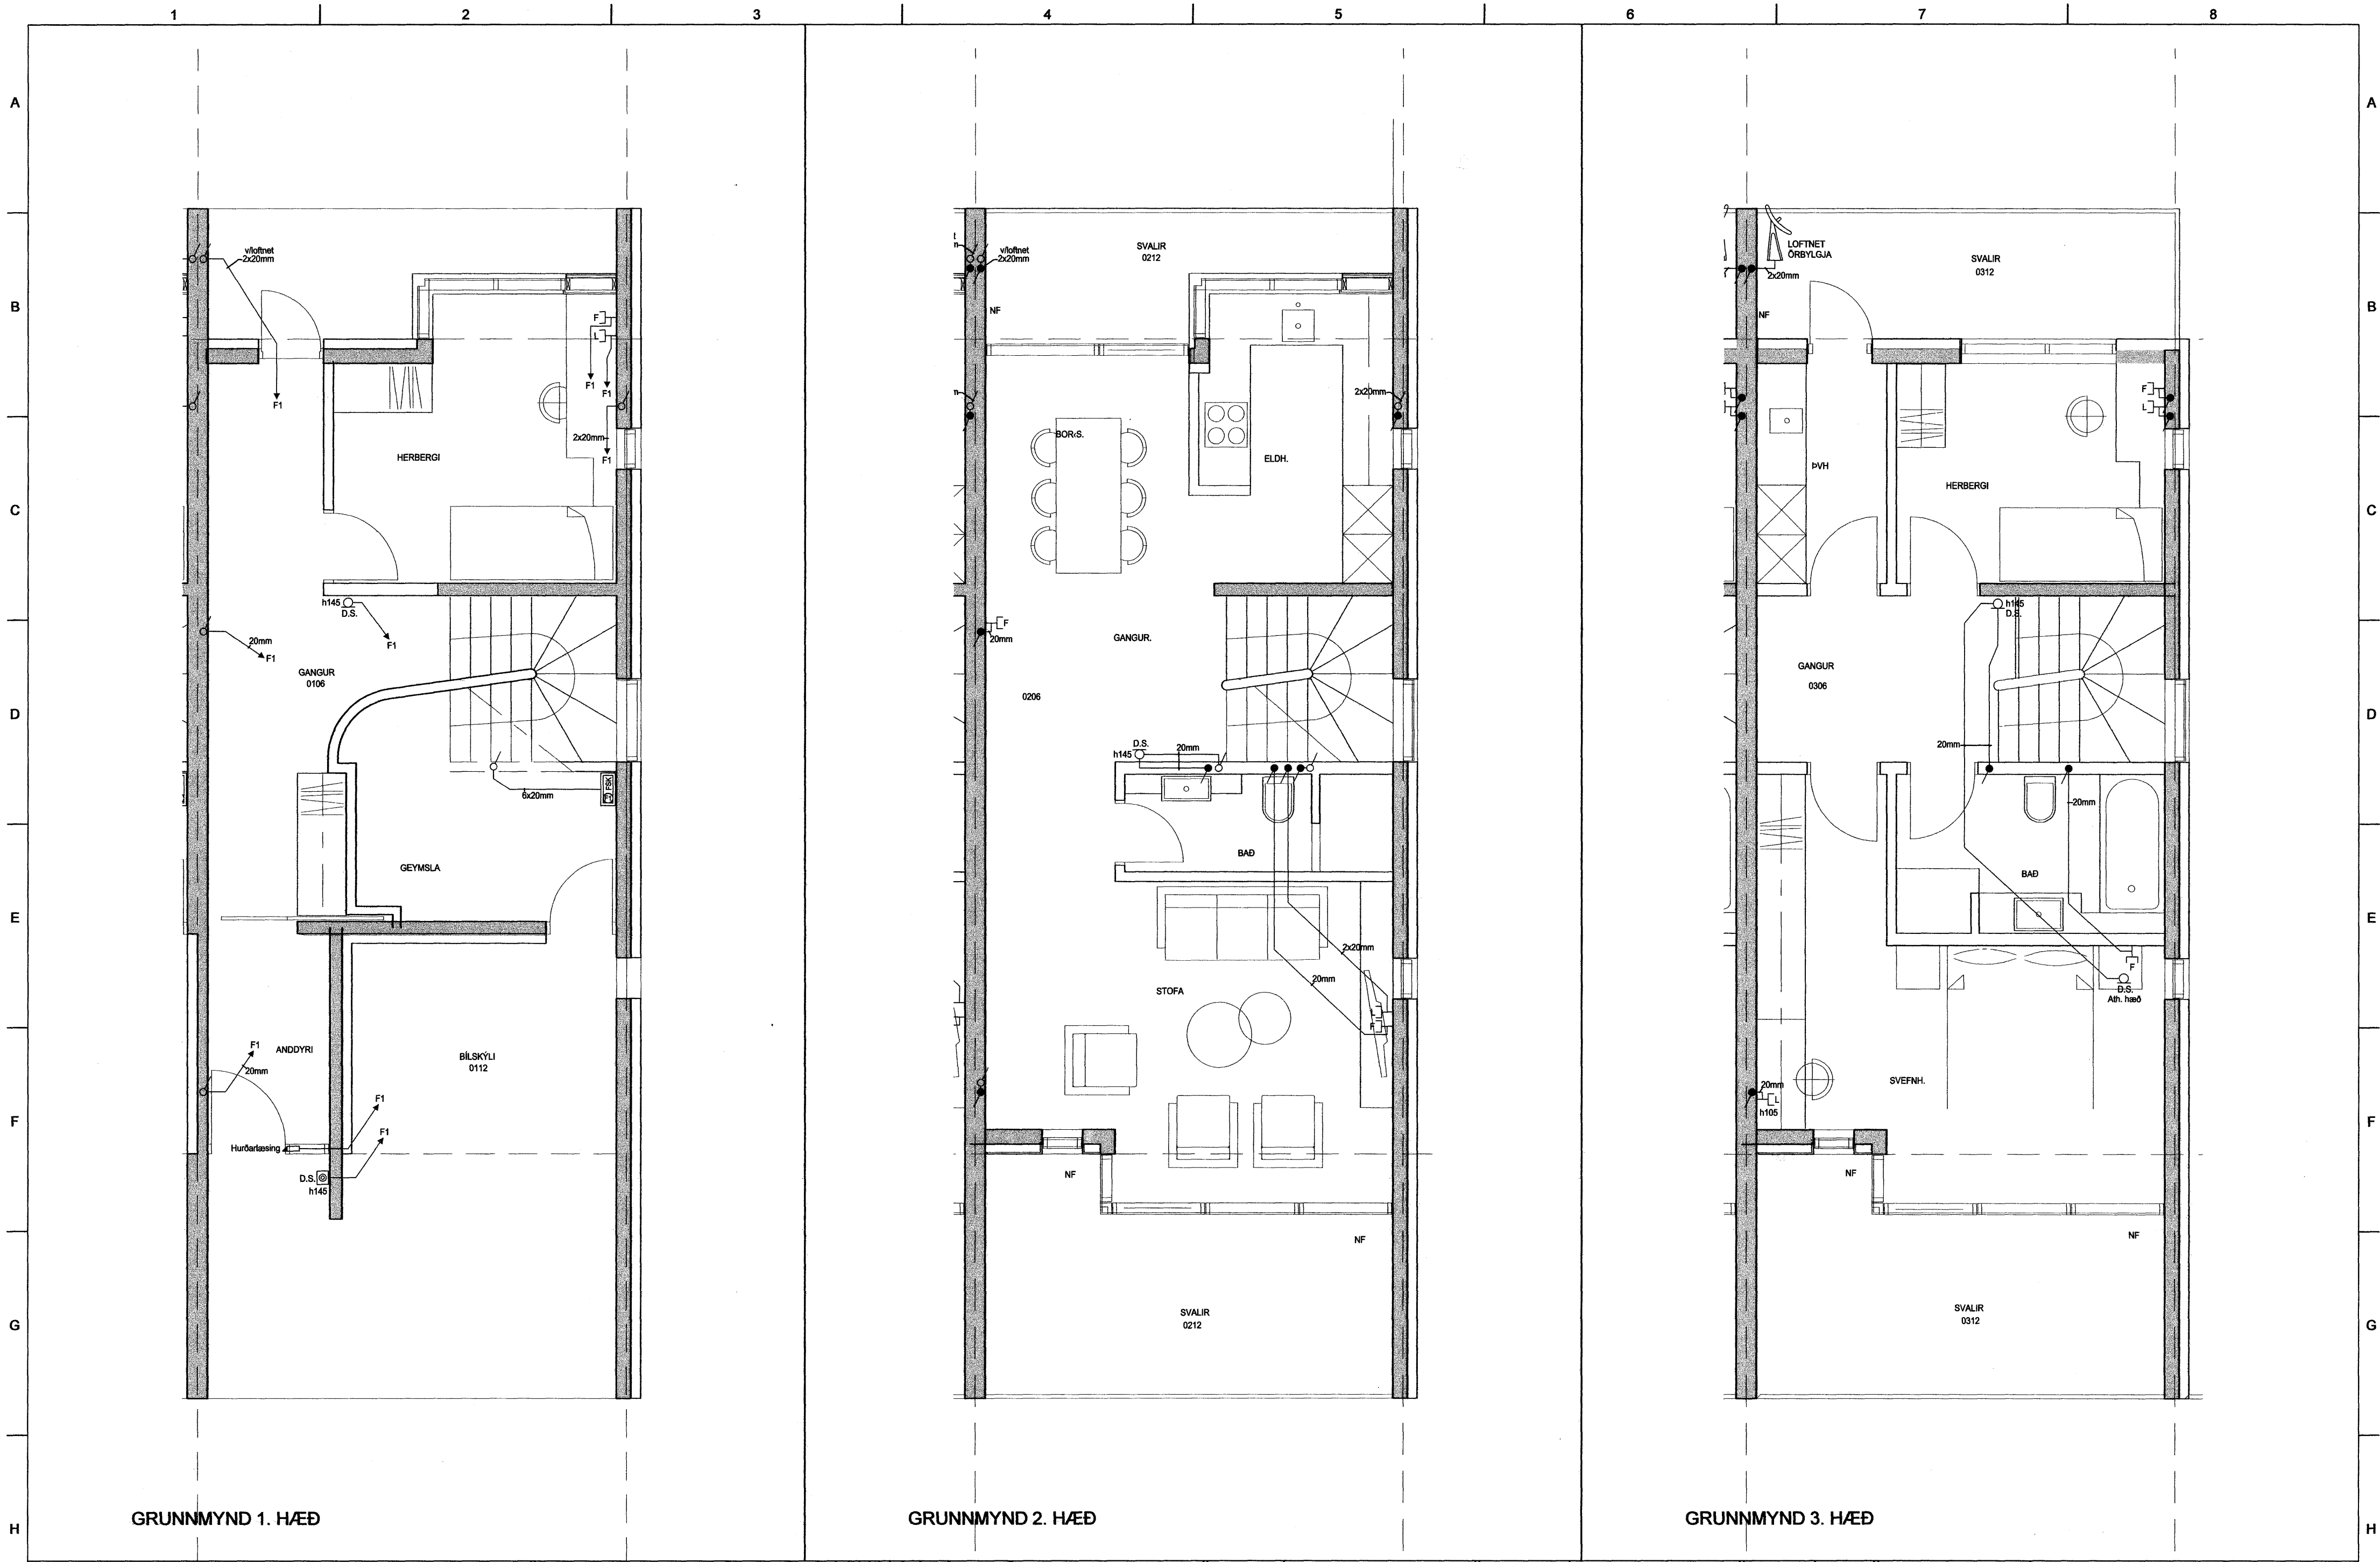 1 2 3 4 5 6 7 8
A
B
C
D
E
F
G
H
A
B
C
D
E
F
G
H
v/loftnet
2x20mm
F1
F
L
F1
F1
2x20mm
F1
HERBERGI
h145
D.S.
F1
20mm
F1
GANGUR
0106
6x20mm
FSK
GEYMSLA
ANDDYRI
F1
20mm
BÍLSKÝLI
0112
F1
F1
Hurðarlæsing
D.S.
h145
GRUNNMYND 1. HÆÐ
v/loftnet
2x20mm
SVALIR
0212
NF
2x20mm
BOR‹S.
ELDH.
F
20mm
GANGUR.
0206
D.S.
h145
20mm
BAÐ
2x20mm
20mm
STOFA
L
F
NF
NF
SVALIR
0212
GRUNNMYND 2. HÆÐ
LOFTNET
ÖRBYLGJA
2x20mm
SVALIR
0312
NF
F
L
ÞVH
HERBERGI
h145
D.S.
GANGUR
0306
20mm
20mm
BAÐ
F
D.S.
Ath. hæð
20mm
L
h105
SVEFNH.
NF
NF
SVALIR
0312
GRUNNMYND 3. HÆÐ